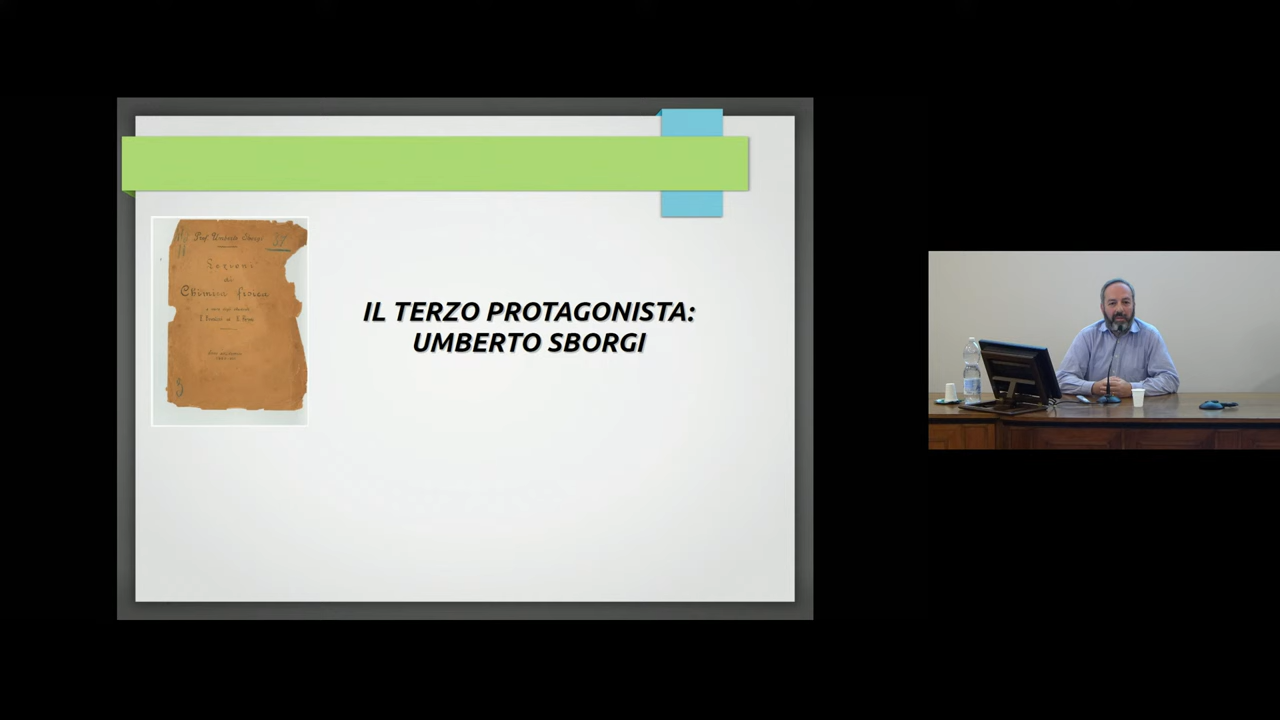 Prof. Umberto Sborgi
Lezioni
di
Chimica fisica
IL TERZO PROTAGONISTA:
UMBERTO SBORGI